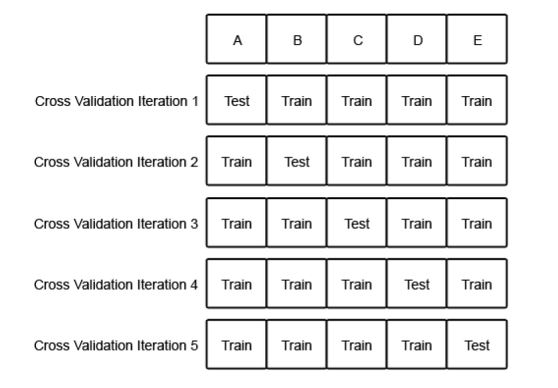 A B C D E
Cross Validation Iteration 1 Test Train Train Train Train
Cross Validation Iteration 2 Train Test Train Train Train
Cross Validation Iteration 3 Train Train Test Train Train
Cross Validation Iteration 4 Train Train Train Test Train
Cross Validation Iteration 5 Train Train Train Train Test